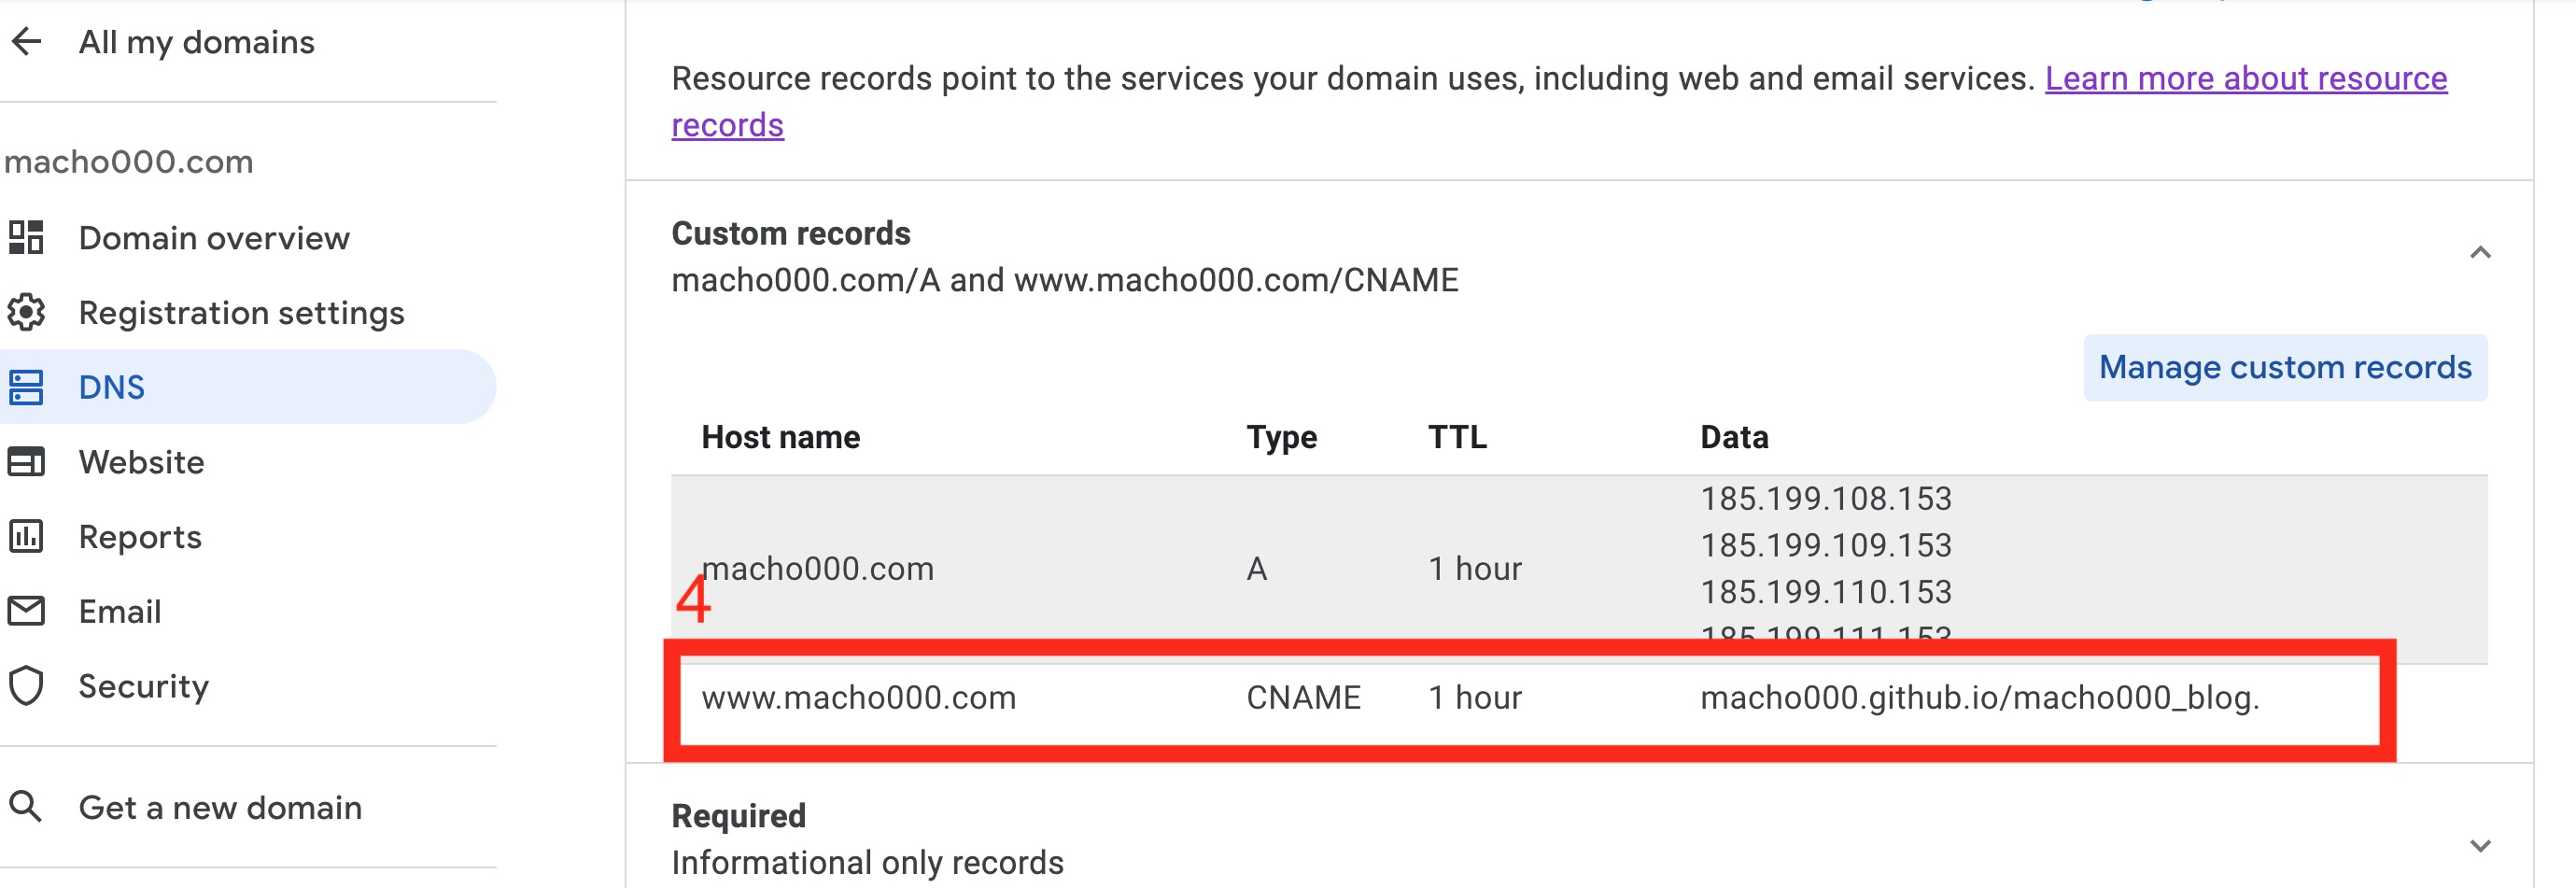 All my domains
macho000.com
Domain overview
Registration settings
DNS
Website
Reports
Email
Security
Get a new domain
Resource records point to the services your domain uses, including web and email services. Learn more about resource
records
Custom records
macho000.com/A and www.macho000.com/CNAME
Manage custom records
Host name Type TTL Data
185.199.108.153
185.199.109.153
macho000.com A 1 hour
185.199.110.153
185.199.111.153
4
www.macho000.com CNAME 1 hour macho000.github.io/macho000_blog.
Required
Informational only records